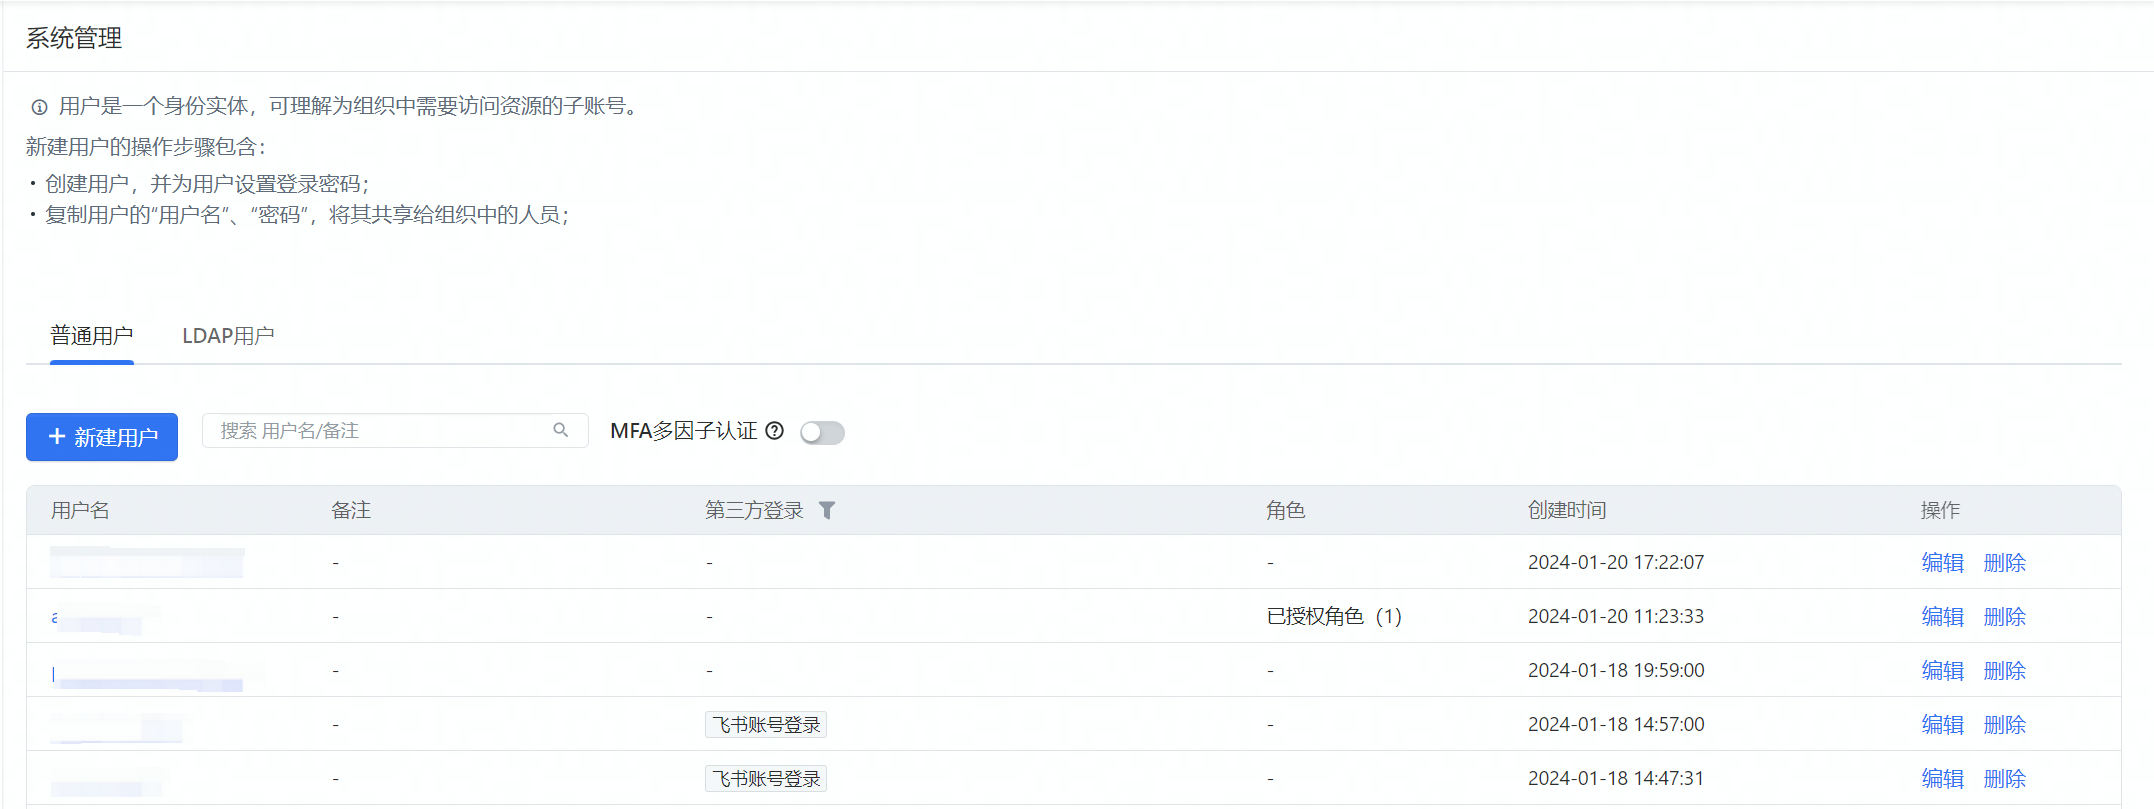 系统管理
用户是一个身份实体，可理解为组织中需要访问资源的子账号。
新建用户的操作步骤包含：
· 创建用户，并为用户设置登录密码；
· 复制用户的“用户名”、“密码”，将其共享给组织中的人员；
普通用户 LDAP用户
+ 新建用户 搜索 用户名/备注 MFA多因子认证
用户名 备注 第三方登录 角色 创建时间 操作
- - - 2024-01-20 17:22:07 编辑 删除
a - - 已授权角色（1） 2024-01-20 11:23:33 编辑 删除
- - - 2024-01-18 19:59:00 编辑 删除
- 飞书账号登录 - 2024-01-18 14:57:00 编辑 删除
- 飞书账号登录 - 2024-01-18 14:47:31 编辑 删除